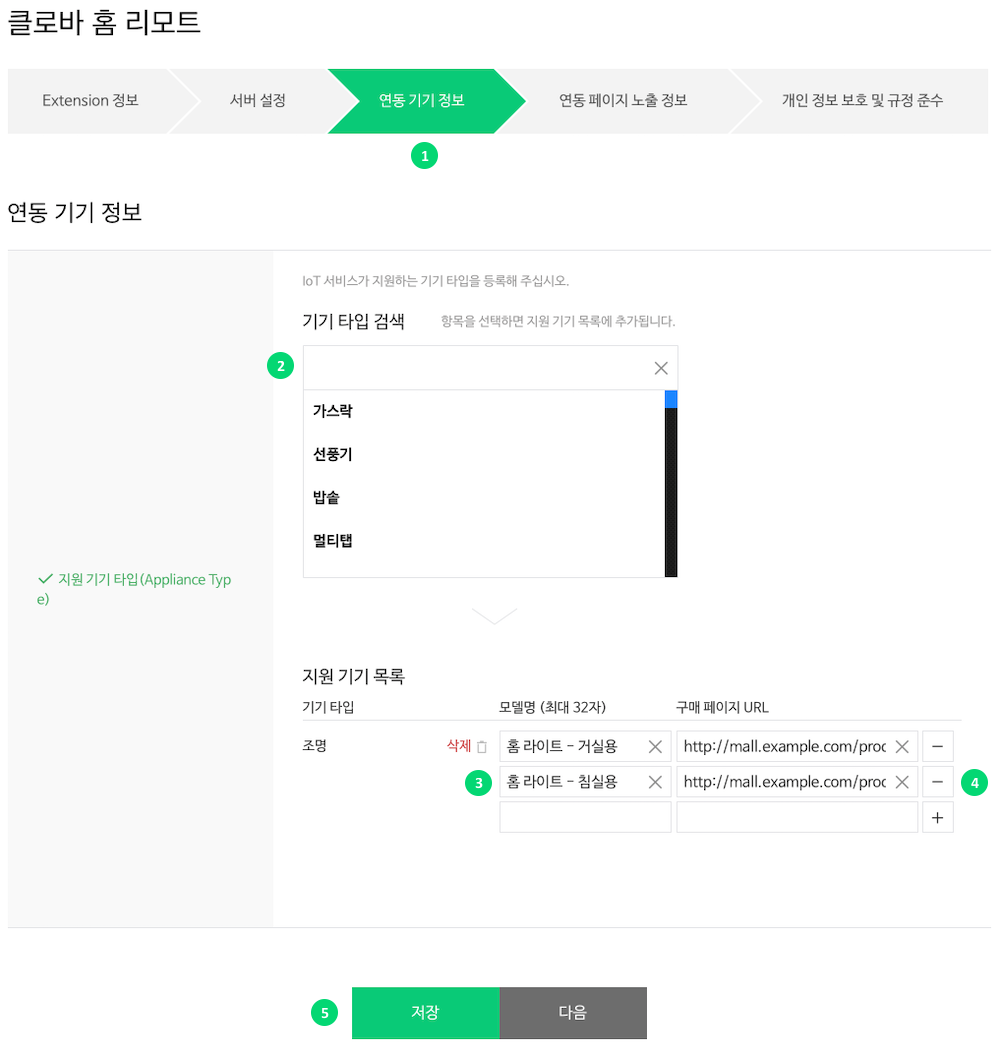 클로바 홈 리모트
Extension 정보
서버 설정
연동 기기 정보
연동 페이지 노출 정보
개인 정보 보호 및 규정 준수
1
연동 기기 정보
IoT 서비스가 지원하는 기기 타입을 등록해 주십시오.
기기 타입 검색
항목을 선택하면 지원 기기 목록에 추가됩니다.
2
가스락
선풍기
밥솥
멀티탭
지원 기기 타입(Appliance Typ
e)
지원 기기 목록
기기 타입
모델명 (최대 32자)
구매 페이지 URL
조명
삭제
홈 라이트 - 거실용
http://mall.example.com/proc
3
홈 라이트 - 침실용
http://mall.example.com/proc
4
5
저장
다음